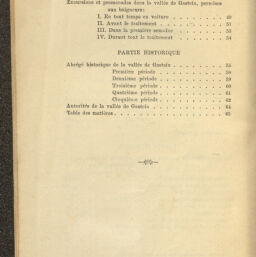 Excursions et promenades dans la vallée de Gastein, permises
aux baigneurs:
I. En tout temps en voiture . . . . . . . 49
II. Avant le traitement . . . . . . . . . 51
III. Dans la première semaine . . . . . . 53
IV. Durant tout le traitement . . . . . . 54
PARTIE HISTORIQUE
Abrégé historique de la vallée de Gastein . . . . . . . 55
Première période . . . . . . . . . . 58
Deuxième période . . . . . . . . . . 59
Troisième période . . . . . . . . . . 60
Quatrième période . . . . . . . . . . 61
Cinquième période . . . . . . . . . . 62
Autorités de la vallée de Gastein . . . . . . . . . . 64
Table des matières . . . . . . . . . . . . . . 65